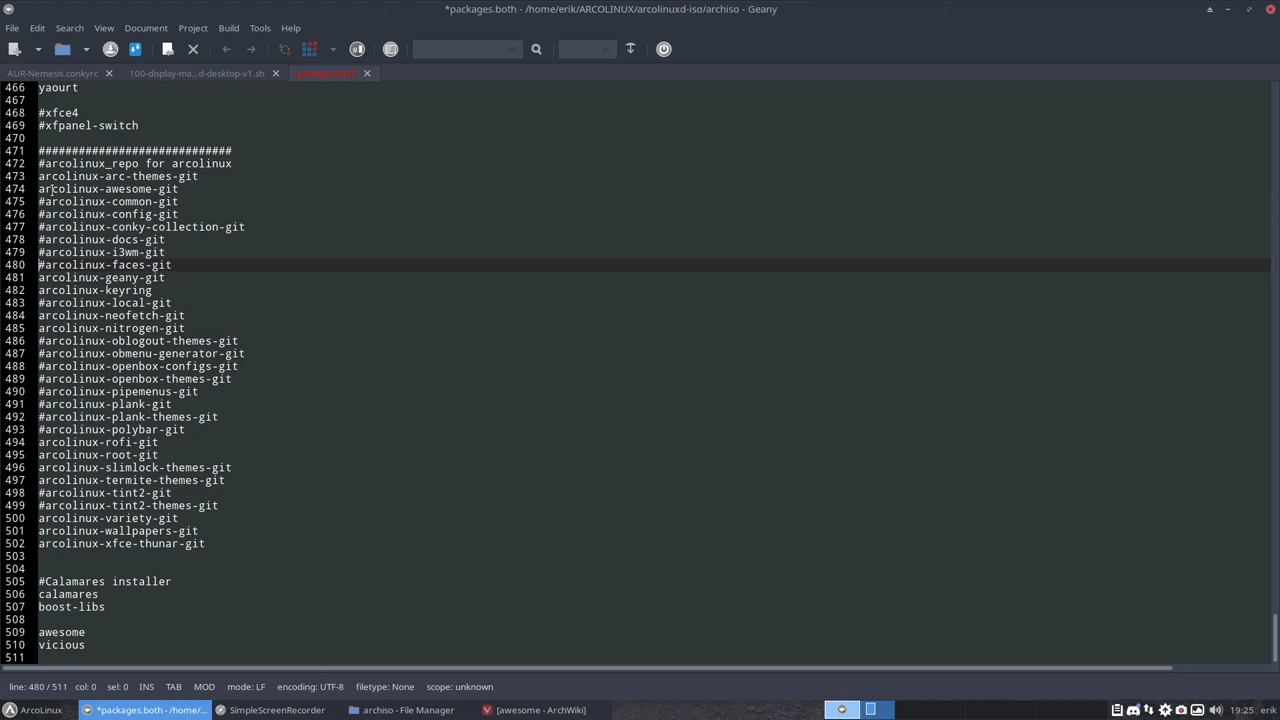 *packages.both - /home/erik/ARCOLINUX/arcolinuxd-iso/archiso - Geany
File Edit Search View Document Project Build Tools Help
AUR-Nemesis.conkyrc 100-display-ma...d-desktop-v1.sh packages.both
466 yaourt
467
468 #xfce4
469 #xfpanel-switch
470
471 #############################
472 #arcolinux_repo for arcolinux
473 arcolinux-arc-themes-git
474 arcolinux-awesome-git
475 #arcolinux-common-git
476 #arcolinux-config-git
477 #arcolinux-conky-collection-git
478 #arcolinux-docs-git
479 #arcolinux-i3wm-git
480 #arcolinux-faces-git
481 arcolinux-geany-git
482 arcolinux-keyring
483 #arcolinux-local-git
484 arcolinux-neofetch-git
485 arcolinux-nitrogen-git
486 #arcolinux-oblogout-themes-git
487 #arcolinux-obmenu-generator-git
488 #arcolinux-openbox-configs-git
489 #arcolinux-openbox-themes-git
490 #arcolinux-pipemenus-git
491 #arcolinux-plank-git
492 #arcolinux-plank-themes-git
493 #arcolinux-polybar-git
494 arcolinux-rofi-git
495 arcolinux-root-git
496 arcolinux-slimlock-themes-git
497 arcolinux-termite-themes-git
498 #arcolinux-tint2-git
499 #arcolinux-tint2-themes-git
500 arcolinux-variety-git
501 arcolinux-wallpapers-git
502 arcolinux-xfce-thunar-git
503
504
505 #Calamares installer
506 calamares
507 boost-libs
508
509 awesome
510 vicious
511
line: 480 / 511 col: 0 sel: 0 INS TAB MOD mode: LF encoding: UTF-8 filetype: None scope: unknown
ArcoLinux *packages.both - /home/... SimpleScreenRecorder archiso - File Manager [awesome - ArchWiki] 19:25 erik